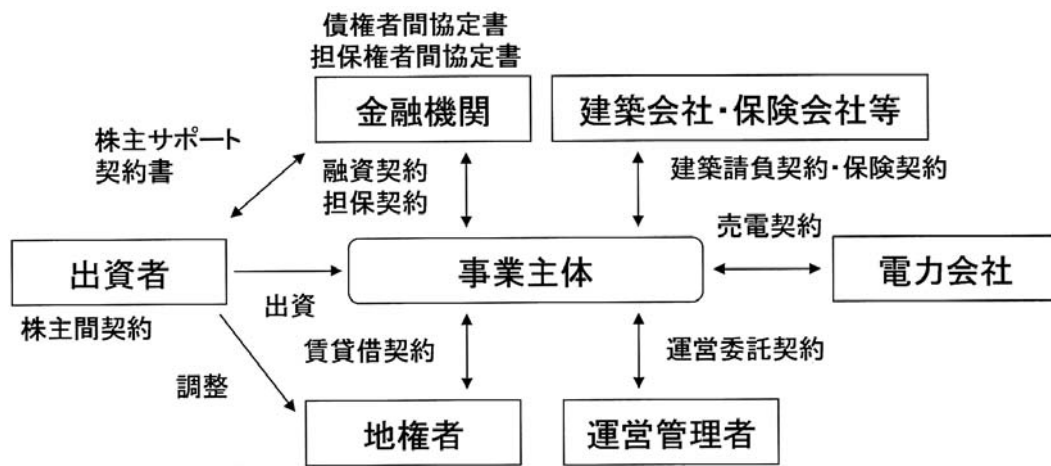 債権者間協定書
担保権者間協定書
金融機関
建築会社・保険会社等
株主サポート
契約書
融資契約
担保契約
建築請負契約・保険契約
売電契約
出資者
事業主体
電力会社
株主間契約
出資
賃貸借契約
運営委託契約
調整
地権者
運営管理者